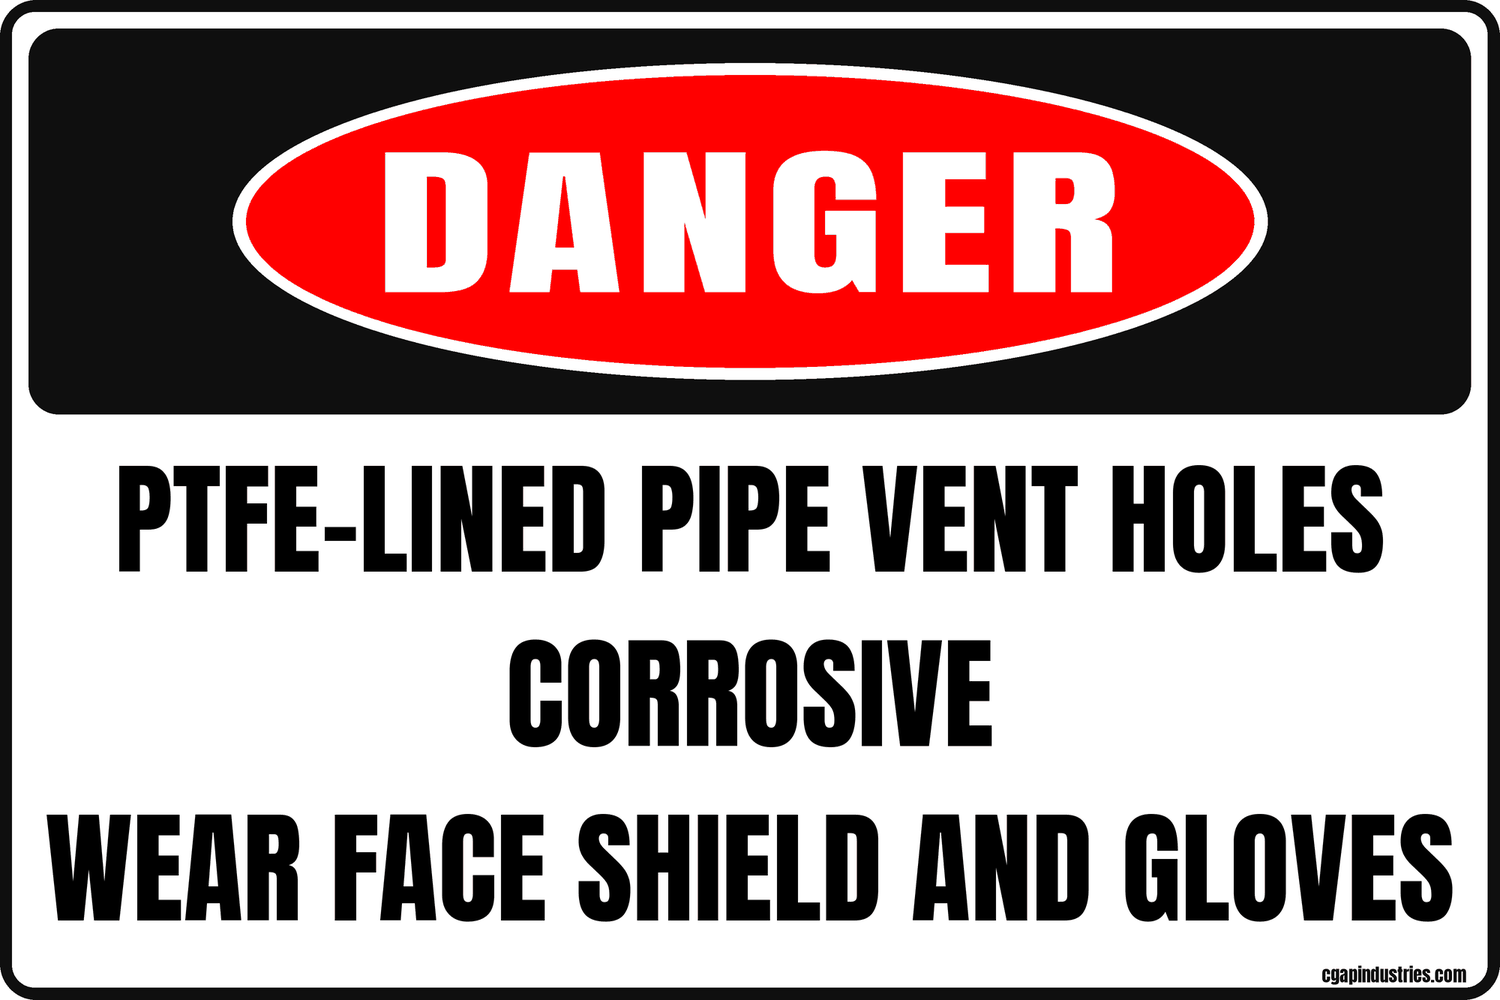 DANGER
PTFE-LINED PIPE VENT HOLES
CORROSIVE
WEAR FACE SHIELD AND GLOVES
cgapindustries.com